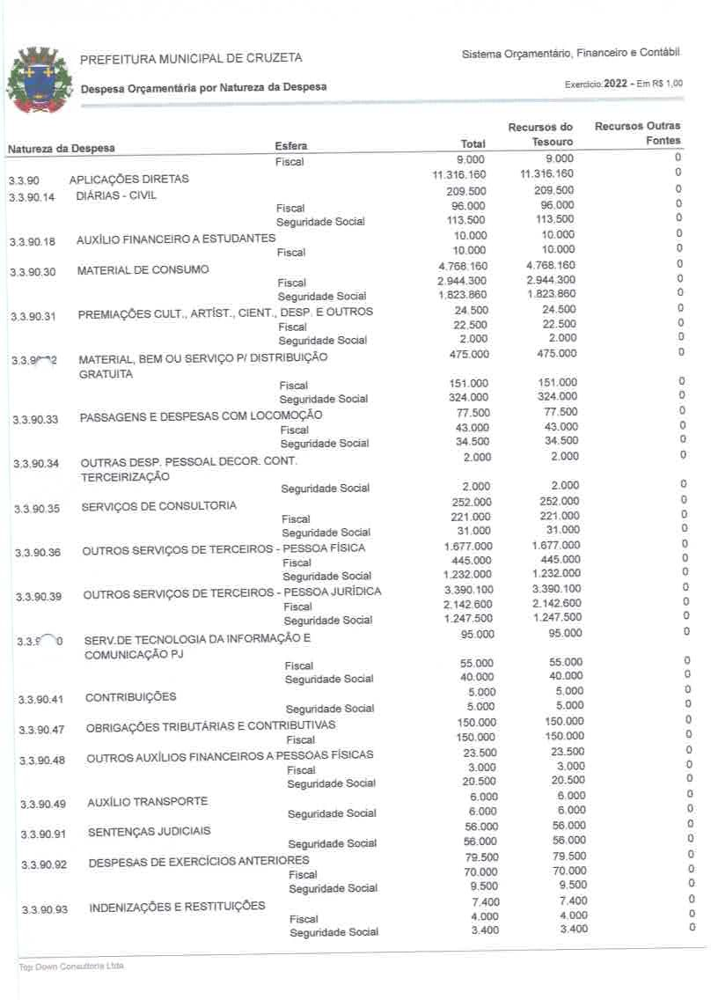 PREFEITURA MUNICIPAL DE CRUZETA
Sistema Orçamentário, Financeiro e Contábil
Despesa Orçamentária por Natureza da Despesa
Exercício: 2022 - Em R$ 1,00
Natureza da Despesa Esfera Total Recursos do Tesouro Recursos Outras Fontes
Fiscal 9.000 9.000 0
3.3.90 APLICAÇÕES DIRETAS 11.316.160 11.316.160 0
3.3.90.14 DIÁRIAS - CIVIL 209.500 209.500 0
Fiscal 96.000 96.000 0
Seguridade Social 113.500 113.500 0
3.3.90.18 AUXÍLIO FINANCEIRO A ESTUDANTES 10.000 10.000 0
Fiscal 10.000 10.000 0
3.3.90.30 MATERIAL DE CONSUMO 4.768.160 4.768.160 0
Fiscal 2.944.300 2.944.300 0
Seguridade Social 1.823.860 1.823.860 0
3.3.90.31 PREMIAÇÕES CULT., ARTÍST., CIENT., DESP. E OUTROS 24.500 24.500 0
Fiscal 22.500 22.500 0
Seguridade Social 2.000 2.000 0
MATERIAL, BEM OU SERVIÇO P/ DISTRIBUIÇÃO 475.000 475.000 0
GRATUITA
Fiscal 151.000 151.000 0
Seguridade Social 324.000 324.000 0
3.3.90.33 PASSAGENS E DESPESAS COM LOCOMOÇÃO 77.500 77.500 0
Fiscal 43.000 43.000 0
Seguridade Social 34.500 34.500 0
3.3.90.34 OUTRAS DESP. PESSOAL DECOR. CONT. 2.000 2.000 0
TERCEIRIZAÇÃO
Seguridade Social 2.000 2.000 0
3.3.90.35 SERVIÇOS DE CONSULTORIA 252.000 252.000 0
Fiscal 221.000 221.000 0
Seguridade Social 31.000 31.000 0
3.3.90.36 OUTROS SERVIÇOS DE TERCEIROS - PESSOA FÍSICA 1.677.000 1.677.000 0
Fiscal 445.000 445.000 0
Seguridade Social 1.232.000 1.232.000 0
3.3.90.39 OUTROS SERVIÇOS DE TERCEIROS - PESSOA JURÍDICA 3.390.100 3.390.100 0
Fiscal 2.142.600 2.142.600 0
Seguridade Social 1.247.500 1.247.500 0
SERV.DE TECNOLOGIA DA INFORMAÇÃO E 95.000 95.000 0
COMUNICAÇÃO PJ
Fiscal 55.000 55.000 0
Seguridade Social 40.000 40.000 0
3.3.90.41 CONTRIBUIÇÕES 5.000 5.000 0
Seguridade Social 5.000 5.000 0
3.3.90.47 OBRIGAÇÕES TRIBUTÁRIAS E CONTRIBUTIVAS 150.000 150.000 0
Fiscal 150.000 150.000 0
3.3.90.48 OUTROS AUXÍLIOS FINANCEIROS A PESSOAS FÍSICAS 23.500 23.500 0
Fiscal 3.000 3.000 0
Seguridade Social 20.500 20.500 0
3.3.90.49 AUXÍLIO TRANSPORTE 6.000 6.000 0
Seguridade Social 6.000 6.000 0
3.3.90.91 SENTENÇAS JUDICIAIS 56.000 56.000 0
Seguridade Social 56.000 56.000 0
3.3.90.92 DESPESAS DE EXERCÍCIOS ANTERIORES 79.500 79.500 0
Fiscal 70.000 70.000 0
Seguridade Social 9.500 9.500 0
3.3.90.93 INDENIZAÇÕES E RESTITUIÇÕES 7.400 7.400 0
Fiscal 4.000 4.000 0
Seguridade Social 3.400 3.400 0
Top Down Consultoria Ltda